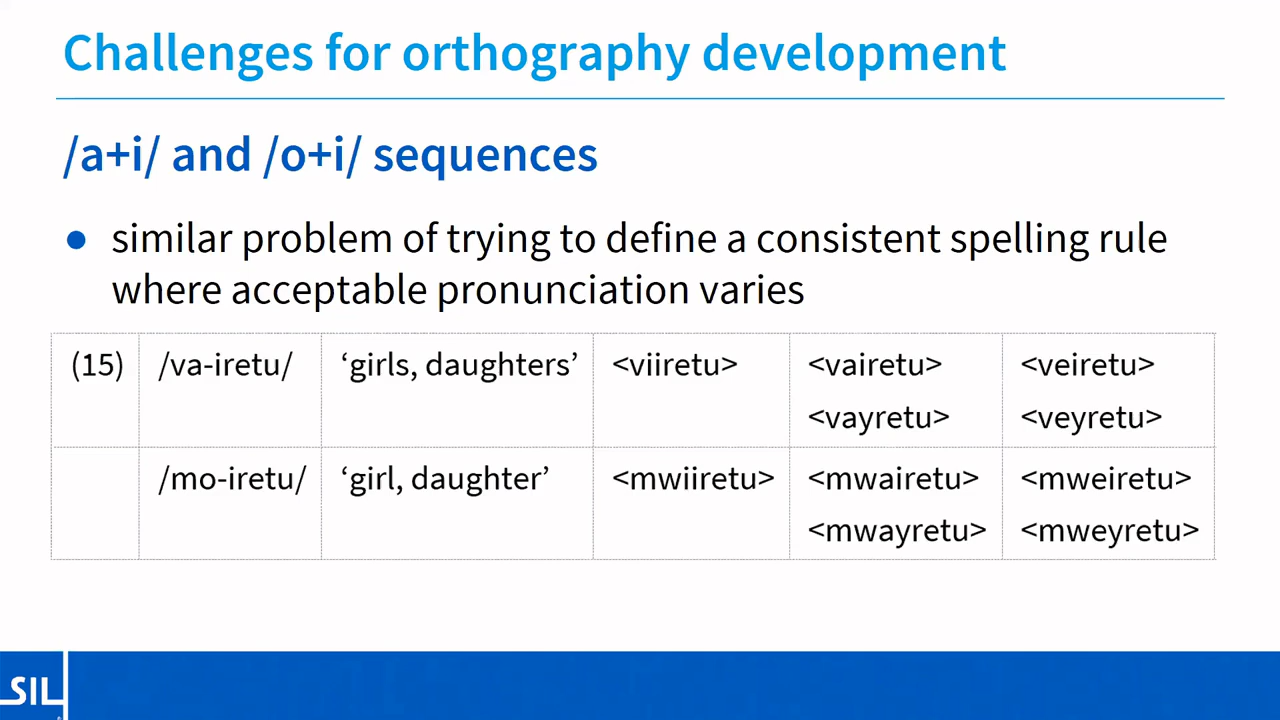 Challenges for orthography development
/a+i/ and /o+i/ sequences
● similar problem of trying to define a consistent spelling rule
where acceptable pronunciation varies
(15) /va-iretu/ ‘girls, daughters’ <viiretu> <vairetu> <veiretu>
<vayretu> <veyretu>
/mo-iretu/ ‘girl, daughter’ <mwiiretu> <mwairetu> <mweiretu>
<mwayretu> <mweyretu>
SIL